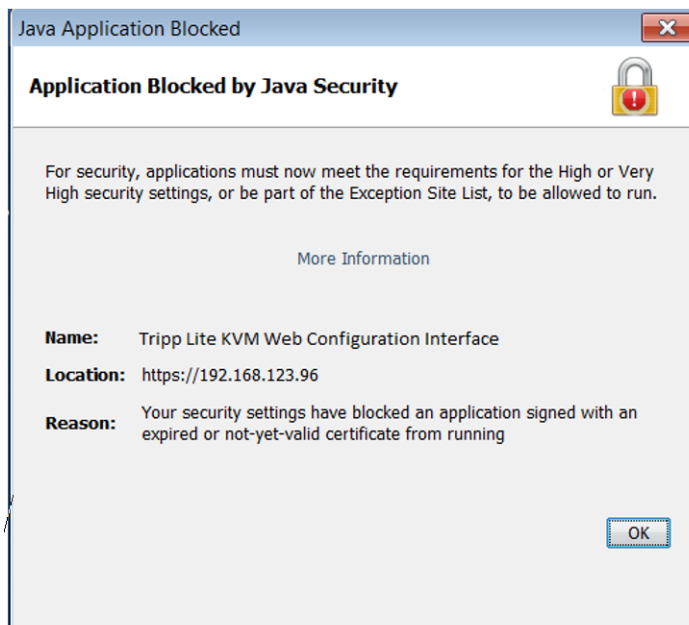 Java Application Blocked
Application Blocked by Java Security
For security, applications must now meet the requirements for the High or Very
High security settings, or be part of the Exception Site List, to be allowed to run.
More Information
Name: Tripp Lite KVM Web Configuration Interface
Location: https://192.168.123.96
Reason: Your security settings have blocked an application signed with an
expired or not-yet-valid certificate from running
OK